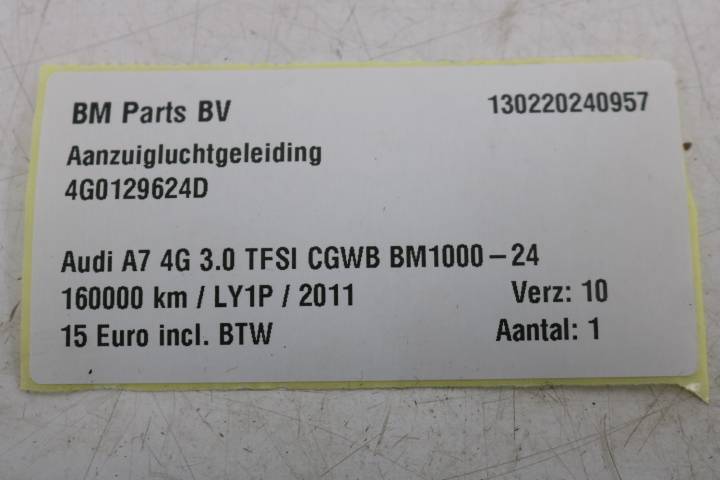 BM Parts BV 130220240957
Aanzuigluchtgeleiding
4G0129624D
Audi A7 4G 3.0 TFSI CGWB BM1000-24
160000 km / LY1P / 2011 Verz: 10
15 Euro incl. BTW Aantal: 1